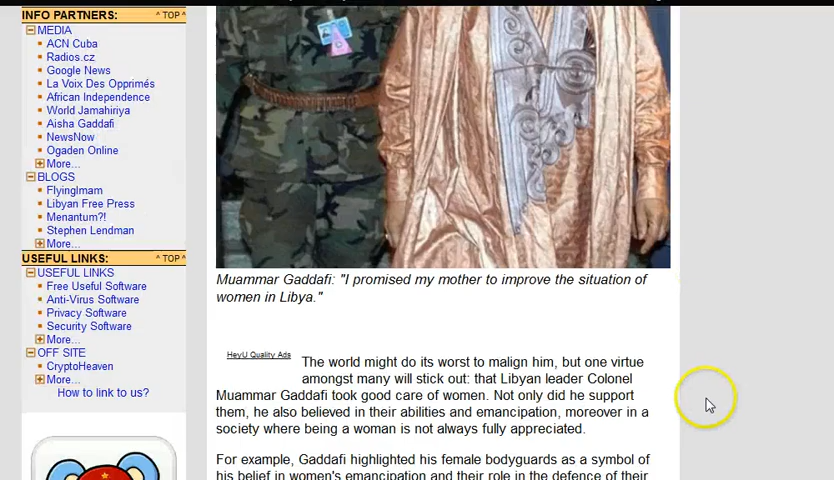 INFO PARTNERS:
^ TOP ^
MEDIA
ACN Cuba
Radios.cz
Google News
La Voix Des Opprimés
African Independence
World Jamahiriya
Aisha Gaddafi
NewsNow
Ogaden Online
More...
BLOGS
FlyingImam
Libyan Free Press
Menantum?!
Stephen Lendman
More...
USEFUL LINKS:
^ TOP ^
USEFUL LINKS
Free Useful Software
Anti-Virus Software
Privacy Software
Security Software
More...
OFF SITE
CryptoHeaven
More...
How to link to us?
Muammar Gaddafi: "I promised my mother to improve the situation of
women in Libya."
HeyU Quality Ads
The world might do its worst to malign him, but one virtue
amongst many will stick out: that Libyan leader Colonel
Muammar Gaddafi took good care of women. Not only did he support
them, he also believed in their abilities and emancipation, moreover in a
society where being a woman is not always fully appreciated.
For example, Gaddafi highlighted his female bodyguards as a symbol of
his belief in women's emancipation and their role in the defence of their